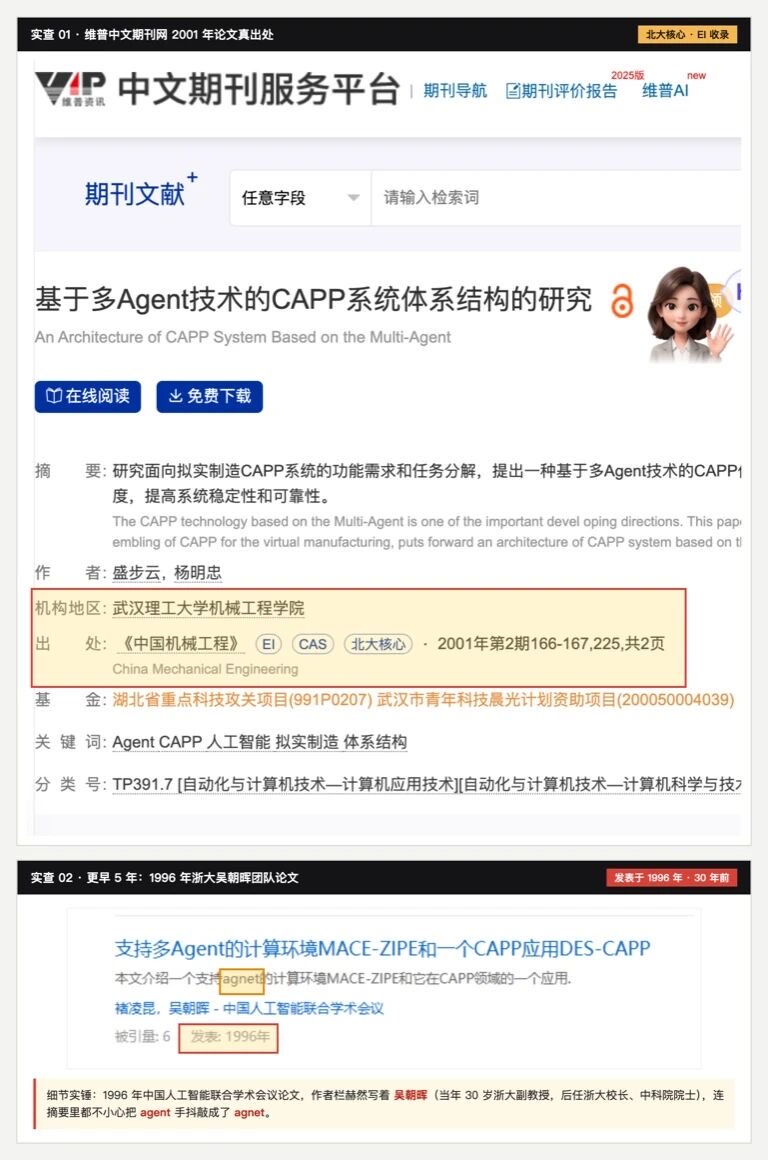 实查 01 · 维普中文期刊网 2001 年论文真出处
北大核心 · EI 收录
VIP 维普资讯 中文期刊服务平台 | 期刊导航 期刊评价报告 2025版 维普AI new
期刊文献+ 任意字段 请输入检索词
基于多Agent技术的CAPP系统体系结构的研究
An Architecture of CAPP System Based on the Multi-Agent
在线阅读 免费下载
摘 要: 研究面向拟实制造CAPP系统的功能需求和任务分解，提出一种基于多Agent技术的CAPP
度，提高系统稳定性和可靠性。
The CAPP technology based on the Multi-Agent is one of the important devel oping directions. This pap
embling of CAPP for the virtual manufacturing, puts forward an architecture of CAPP system based on
作 者: 盛步云，杨明忠
机构地区: 武汉理工大学机械工程学院
出 处: 《中国机械工程》 EI CAS 北大核心 · 2001年第2期166-167,225,共2页
China Mechanical Engineering
基 金: 湖北省重点科技攻关项目(991P0207) 武汉市青年科技晨光计划资助项目(200050004039)
关 键 词: Agent CAPP 人工智能 拟实制造 体系结构
分 类 号: TP391.7 [自动化与计算机技术—计算机应用技术][自动化与计算机技术—计算机科学与技
实查 02 · 更早 5 年：1996 年浙大吴朝晖团队论文
发表于 1996 年 · 30 年前
支持多Agent的计算环境MACE-ZIPE和一个CAPP应用DES-CAPP
本文介绍一个支持agnet的计算环境MACE-ZIPE和它在CAPP领域的一个应用.
褚凌昆，吴朝晖 - 中国人工智能联合学术会议
被引量: 6 发表: 1996年
细节实锤：1996 年中国人工智能联合学术会议论文，作者栏赫然写着 吴朝晖（当年 30 岁浙大副教授，后任浙大校长、中科院院士），连
摘要里都不小心把 agent 手抖敲成了 agnet。